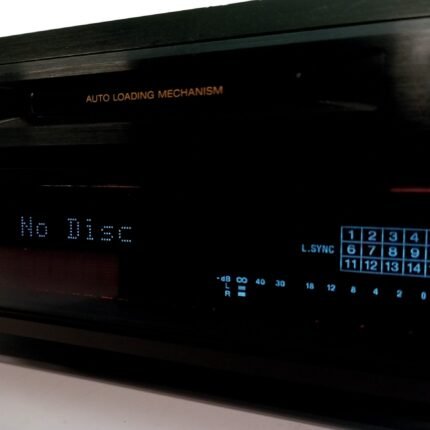 AUTO LOADING MECHANISM
No Disc
1 2 3 4
L.SYNC 6 7 8 9
11 12 13 14
-dB ∞ 40 30 18 12 8 4 2 0
L
R